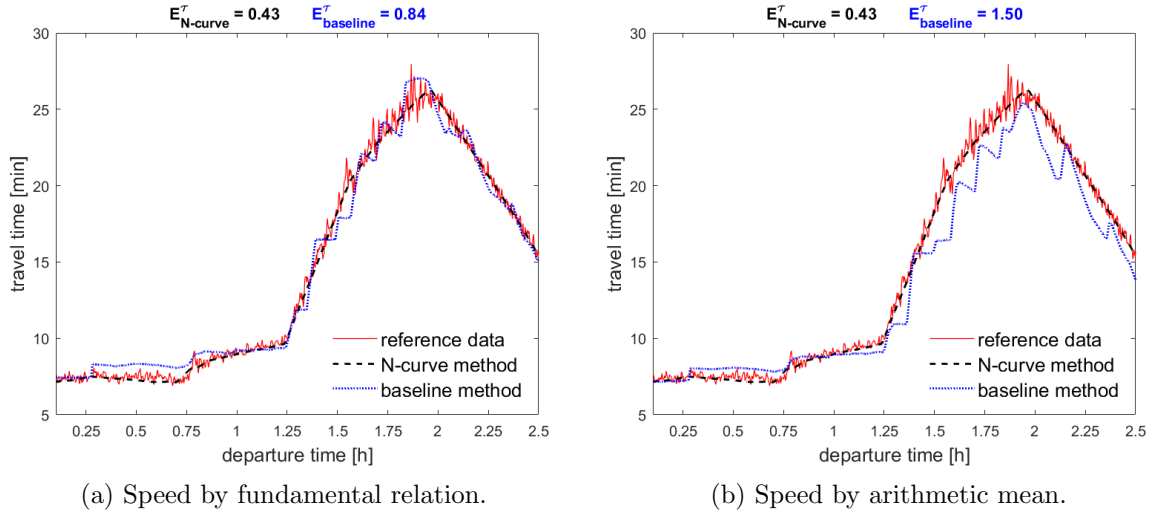 E^τ_N-curve = 0.43 E^τ_baseline = 0.84
30
25
20
15
10
5
travel time [min]
reference data
N-curve method
baseline method
0.25 0.5 0.75 1 1.25 1.5 1.75 2 2.25 2.5
departure time [h]
(a) Speed by fundamental relation.
E^τ_N-curve = 0.43 E^τ_baseline = 1.50
30
25
20
15
10
5
travel time [min]
reference data
N-curve method
baseline method
0.25 0.5 0.75 1 1.25 1.5 1.75 2 2.25 2.5
departure time [h]
(b) Speed by arithmetic mean.